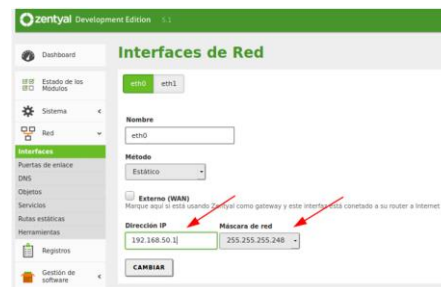 zentyal Development Edition 5.1
Dashboard
Estado de los
Módulos
Sistema
Red
Interfaces
Puertas de enlace
DNS
Objetos
Servicios
Rutas estáticas
Herramientas
Registros
Gestión de
software
Interfaces de Red
eth0 eth1
Nombre
eth0
Método
Estático
Externo (WAN)
Marque aquí si está usando Zentyal como gateway y este interfaz está conetado a su router a Internet
Dirección IP Máscara de red
192.168.50.1 255.255.255.248
CAMBIAR